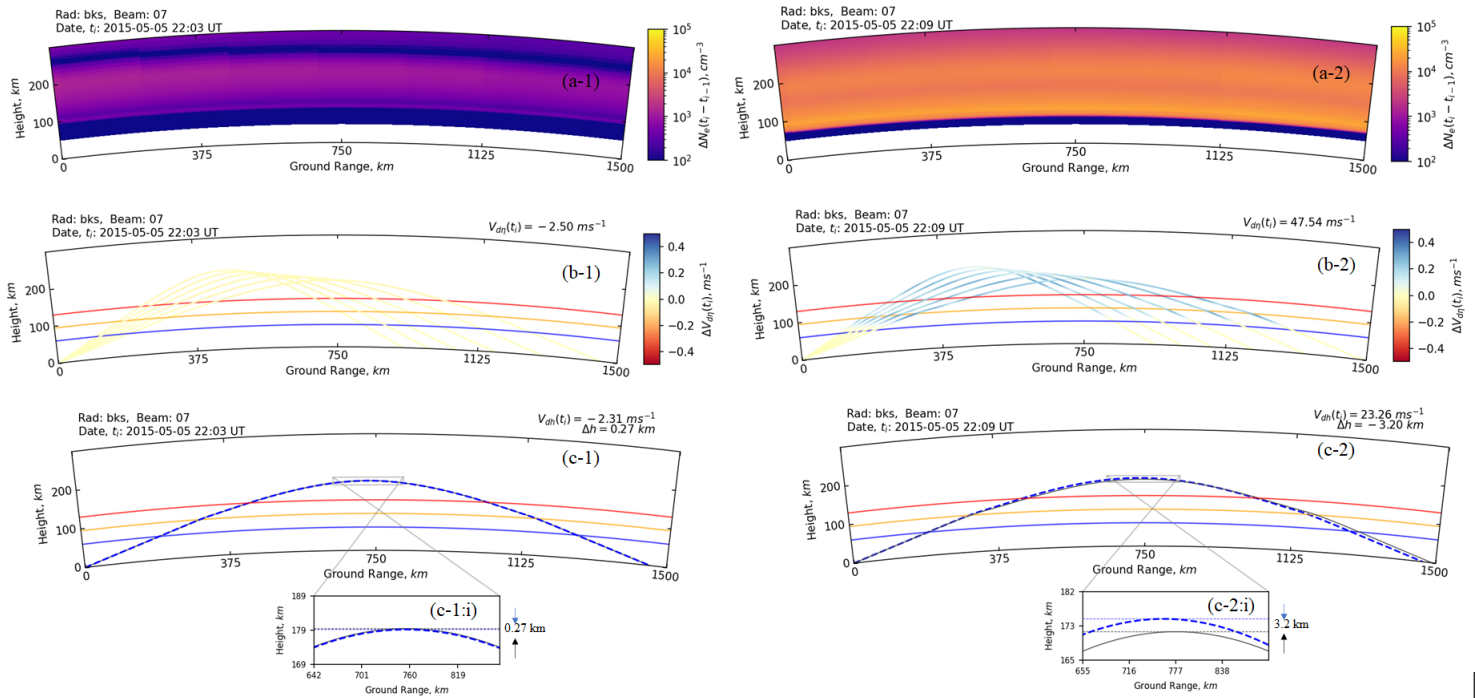 Rad: bks, Beam: 07
Date, tᵢ: 2015-05-05 22:03 UT
(a-1)
Height, km
200
100
0
0
375
750
1125
1500
Ground Range, km
10⁵
10⁴
10³
10²
ΔNₑ(tᵢ − tᵢ₋₁), cm⁻³
Rad: bks, Beam: 07
Date, tᵢ: 2015-05-05 22:09 UT
(a-2)
Height, km
200
100
0
0
375
750
1125
1500
Ground Range, km
10⁵
10⁴
10³
10²
ΔNₑ(tᵢ − tᵢ₋₁), cm⁻³
Rad: bks, Beam: 07
Date, tᵢ: 2015-05-05 22:03 UT
V_dη(tᵢ) = −2.50 ms⁻¹
(b-1)
Height, km
200
100
0
0
375
750
1125
1500
Ground Range, km
0.4
0.2
0.0
−0.2
−0.4
ΔV_dη(tᵢ), ms⁻¹
Rad: bks, Beam: 07
Date, tᵢ: 2015-05-05 22:09 UT
V_dη(tᵢ) = 47.54 ms⁻¹
(b-2)
Height, km
200
100
0
0
375
750
1125
1500
Ground Range, km
0.4
0.2
0.0
−0.2
−0.4
ΔV_dη(tᵢ), ms⁻¹
Rad: bks, Beam: 07
Date, tᵢ: 2015-05-05 22:03 UT
V_dh(tᵢ) = −2.31 ms⁻¹
Δh = 0.27 km
(c-1)
Height, km
200
100
0
0
375
750
1125
1500
Ground Range, km
(c-1:i)
Height, km
189
179
169
642
701
760
819
Ground Range, km
0.27 km
Rad: bks, Beam: 07
Date, tᵢ: 2015-05-05 22:09 UT
V_dh(tᵢ) = 23.26 ms⁻¹
Δh = −3.20 km
(c-2)
Height, km
200
100
0
0
375
750
1125
1500
Ground Range, km
(c-2:i)
Height, km
182
173
165
655
716
777
838
Ground Range, km
3.2 km